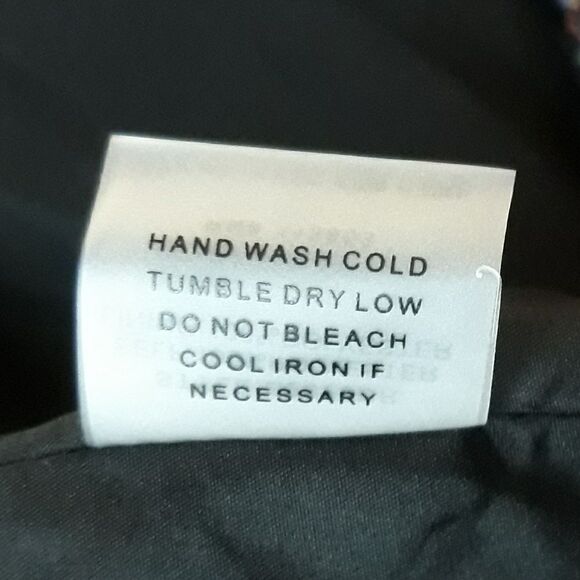 HAND WASH COLD
TUMBLE DRY LOW
DO NOT BLEACH
COOL IRON IF
NECESSARY